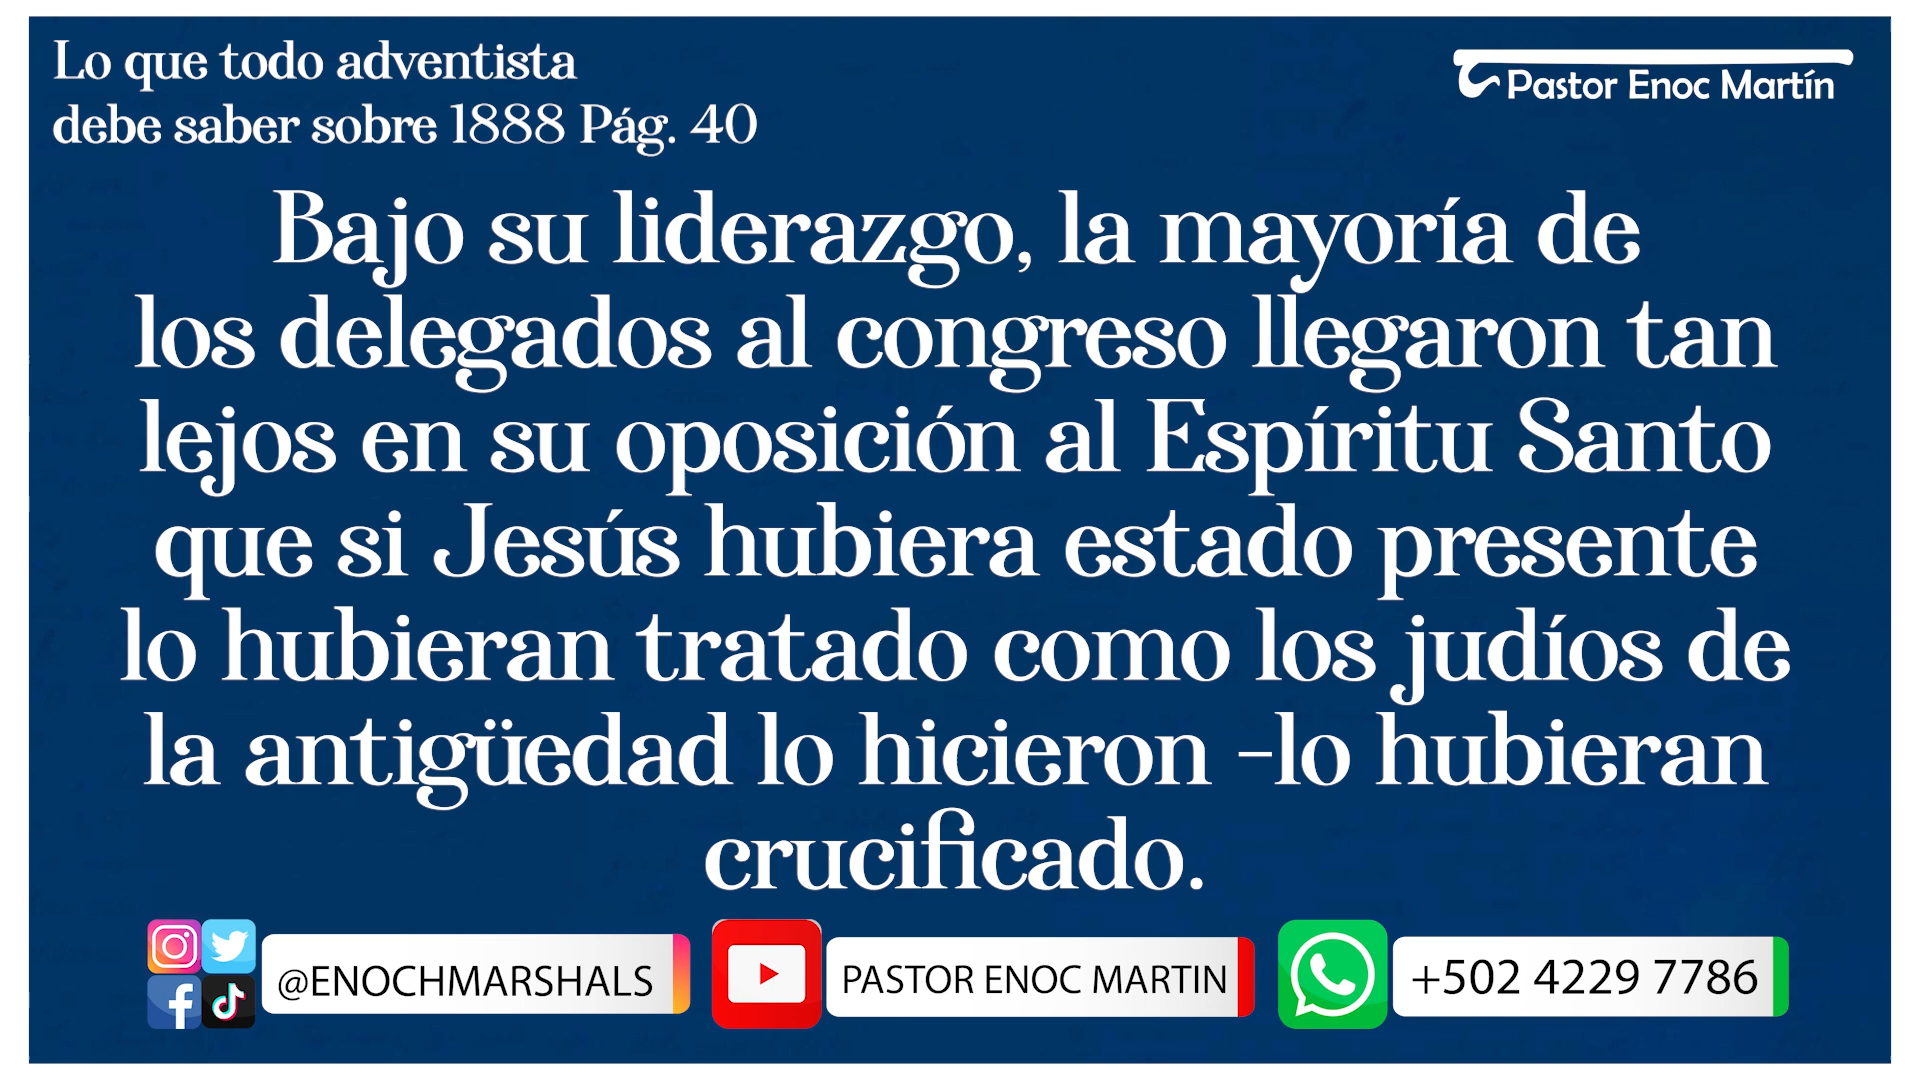 Lo que todo adventista
debe saber sobre 1888 Pág. 40
Pastor Enoc Martín
Bajo su liderazgo, la mayoría de
los delegados al congreso llegaron tan
lejos en su oposición al Espíritu Santo
que si Jesús hubiera estado presente
lo hubieran tratado como los judíos de
la antigüedad lo hicieron –lo hubieran
crucificado.
@ENOCHMARSHALS
PASTOR ENOC MARTIN
+502 4229 7786